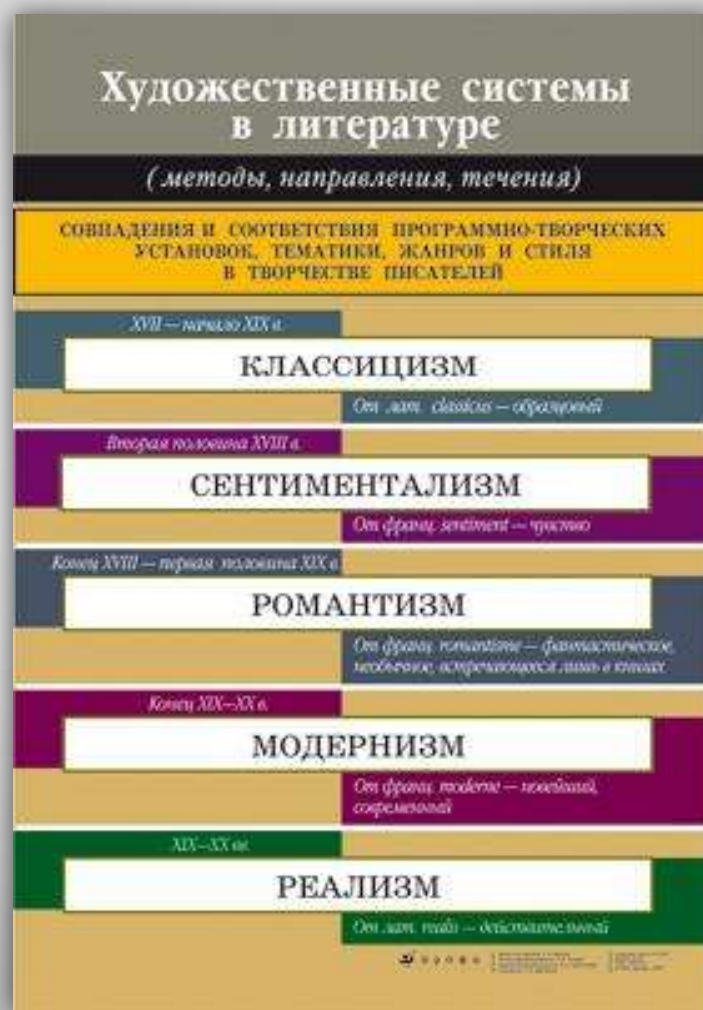 Художественные системы
в литературе
(методы, направления, течения)
СОВПАДЕНИЯ И СООТВЕТСТВИЯ ПРОГРАММНО-ТВОРЧЕСКИХ
УСТАНОВОК, ТЕМАТИКИ, ЖАНРОВ И СТИЛЯ
В ТВОРЧЕСТВЕ ПИСАТЕЛЕЙ
XVII — начало XIX в.
КЛАССИЦИЗМ
От лат. classicus — образцовый
Вторая половина XVIII в.
СЕНТИМЕНТАЛИЗМ
От франц. sentiment — чувство
Конец XVIII — первая половина XIX в.
РОМАНТИЗМ
От франц. romantisme — фантастическое,
необычное, встречающееся лишь в книгах
Конец XIX—XX в.
МОДЕРНИЗМ
От франц. moderne — новейший,
современный
XIX—XX вв.
РЕАЛИЗМ
От лат. realis — действительный
дрофа